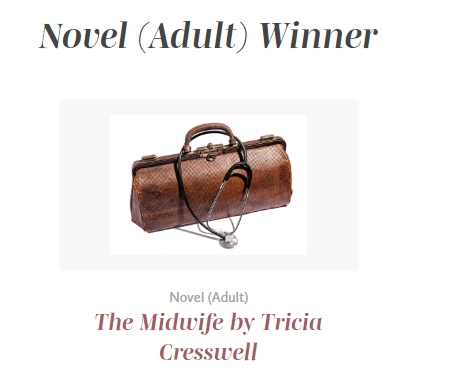 Novel (Adult) Winner
Novel (Adult)
The Midwife by Tricia
Cresswell